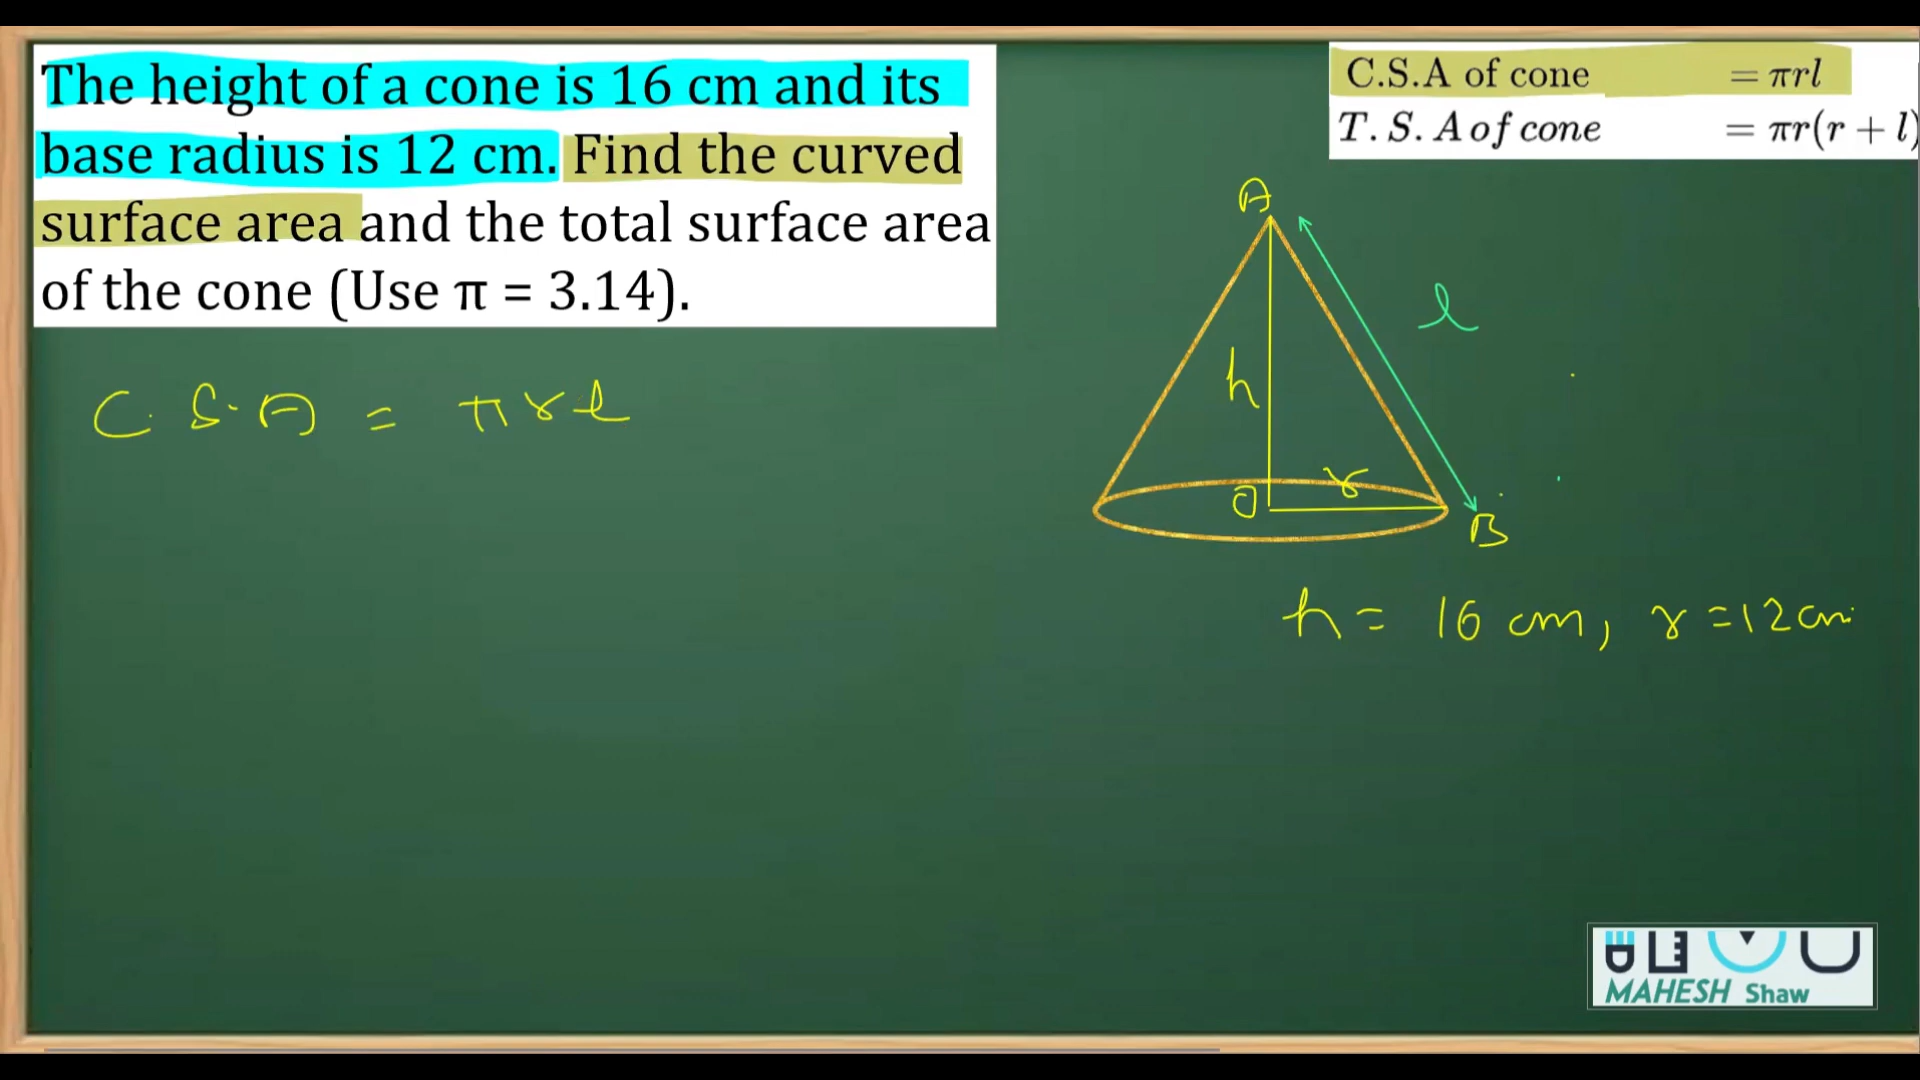 The height of a cone is 16 cm and its
base radius is 12 cm. Find the curved
surface area and the total surface area
of the cone (Use π = 3.14).
C.S.A of cone = πrl
T.S.A of cone = πr(r + l)
C.S.A = πrl
A
l
h
r
O
B
h = 16 cm, r = 12 cm
MAHESH Shaw